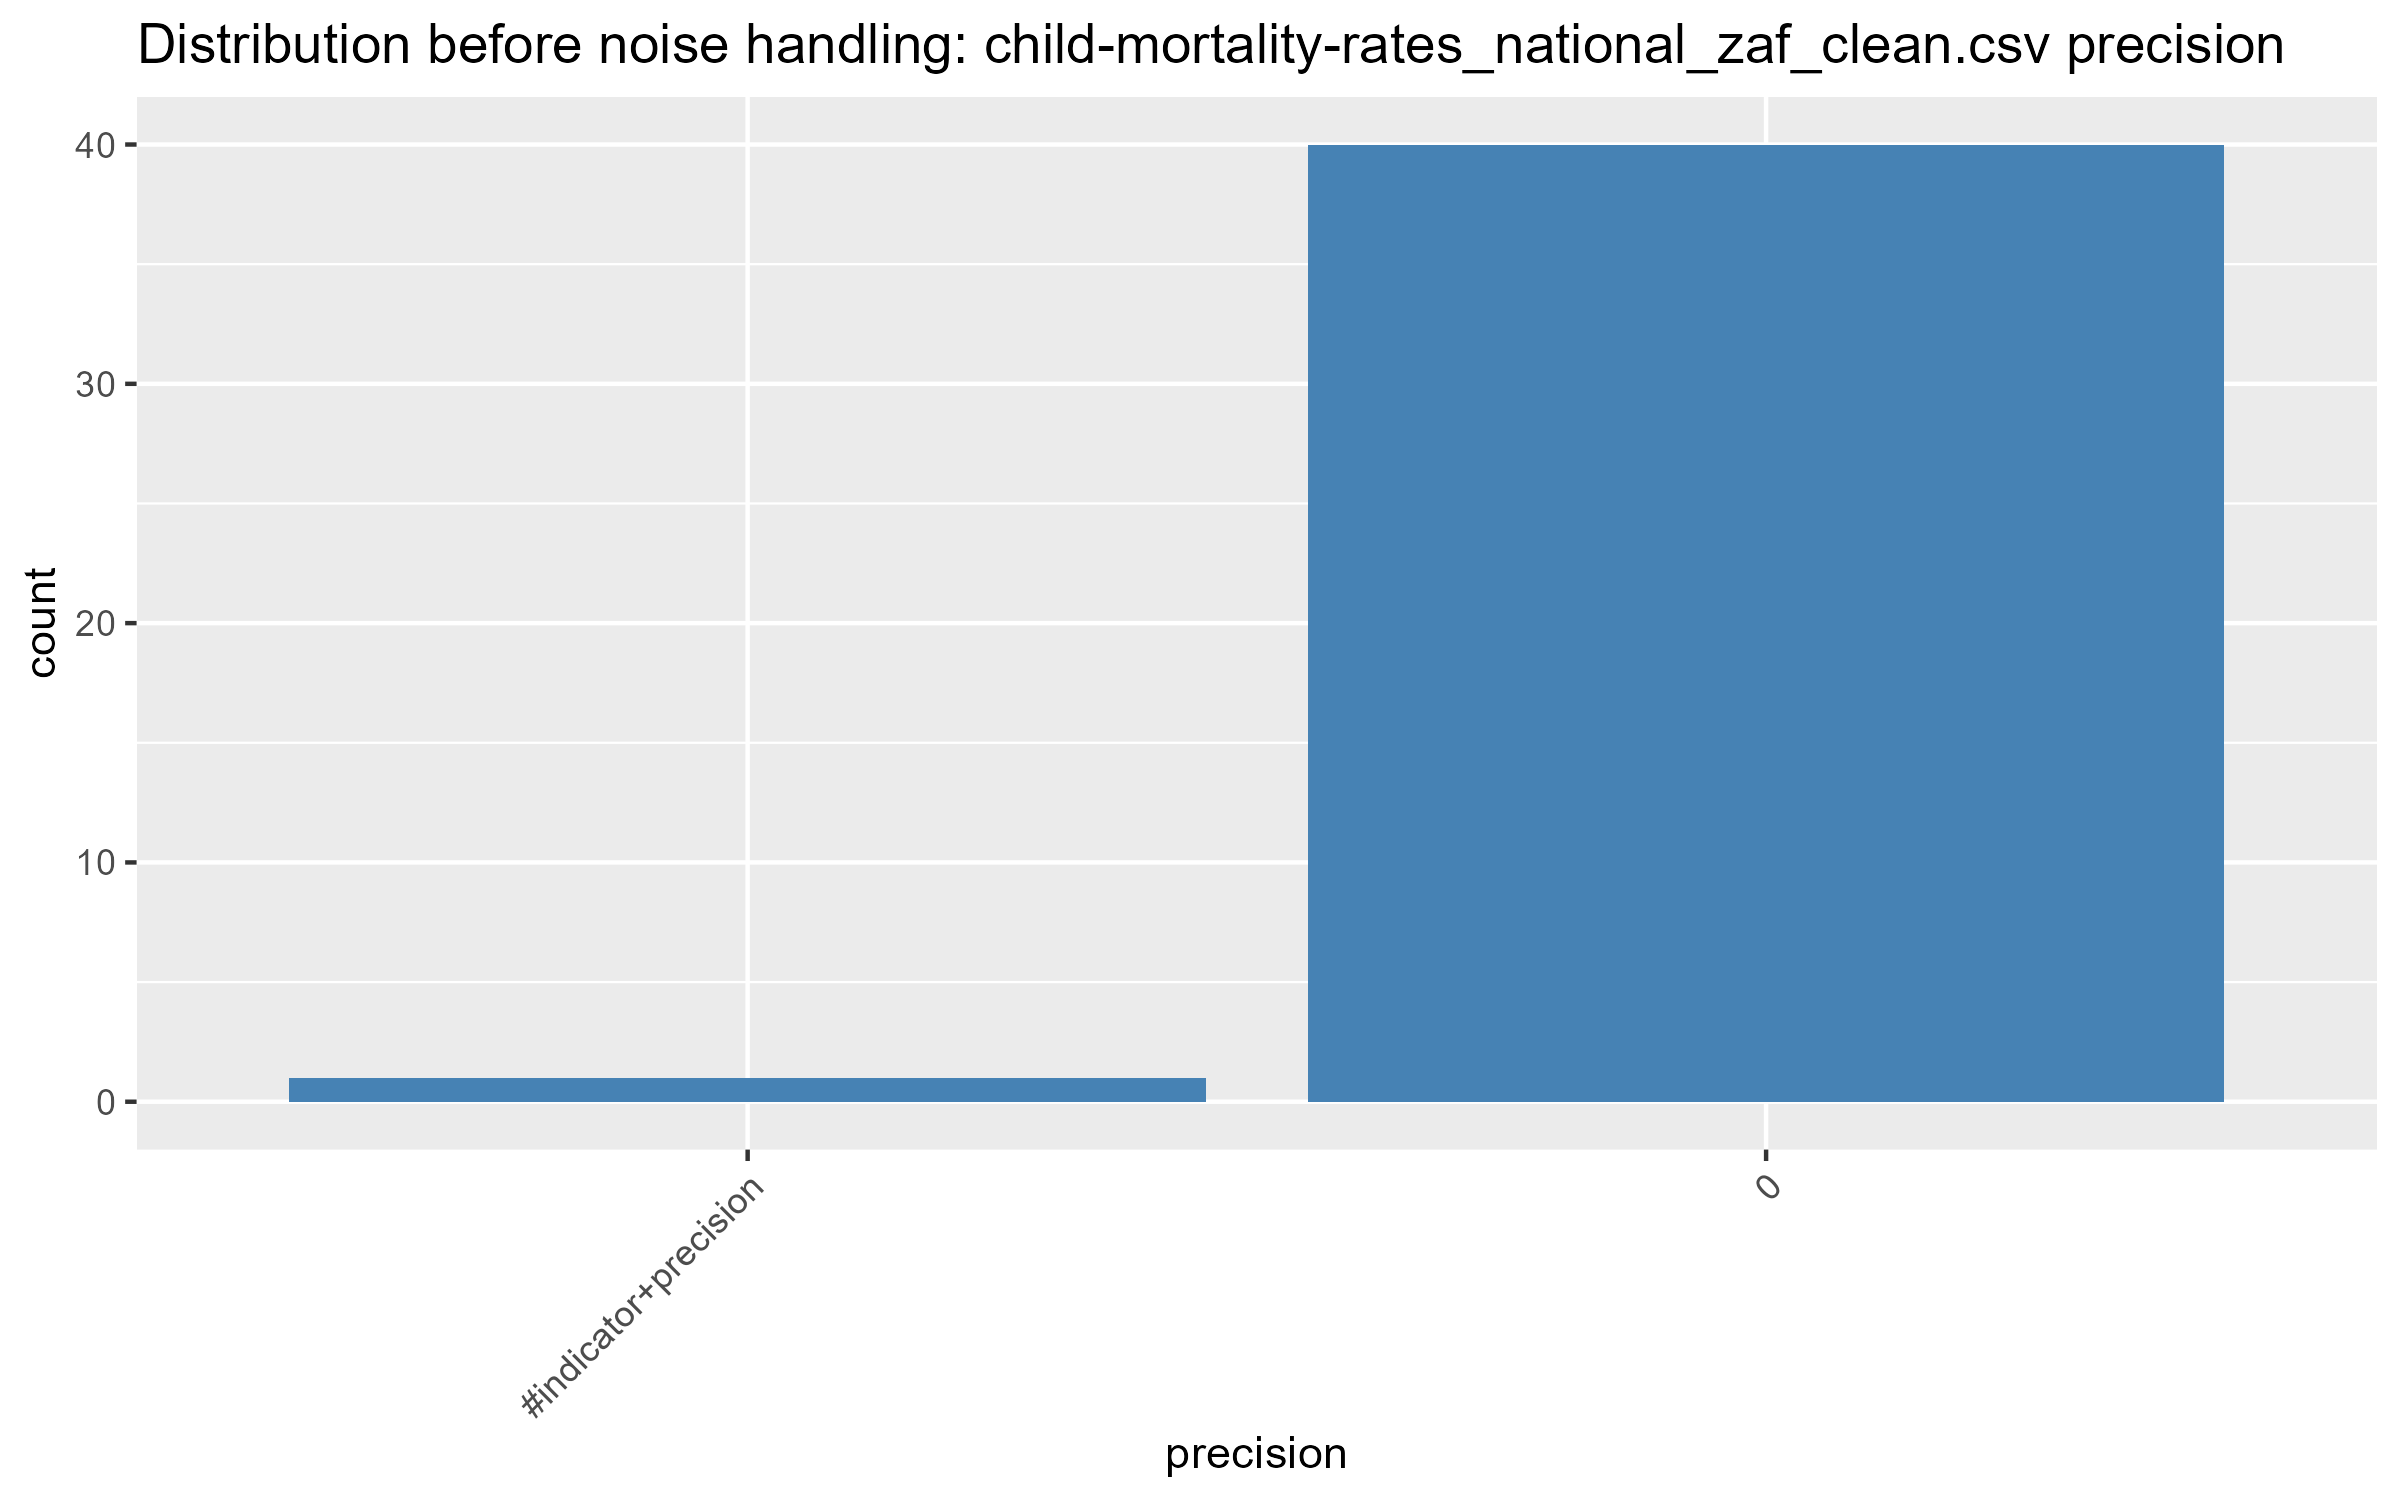 Distribution before noise handling: child-mortality-rates_national_zaf_clean.csv precision
count
40
30
20
10
0
#indicator+precision
0
precision